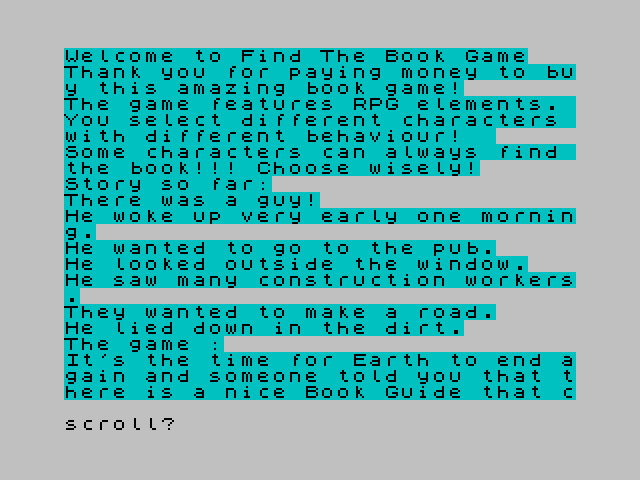 Welcome to Find The Book Game
Thank you for paying money to bu
y this amazing book game!
The game features RPG elements.
You select different characters
with different behaviour!
Some characters can always find
the book!!! Choose wisely!
Story so far:
There was a guy!
He woke up very early one mornin
g.
He wanted to go to the pub.
He looked outside the window.
He saw many construction workers
.
They wanted to make a road.
He lied down in the dirt.
The game :
It's the time for Earth to end a
gain and someone told you that t
here is a nice Book Guide that c
scroll?